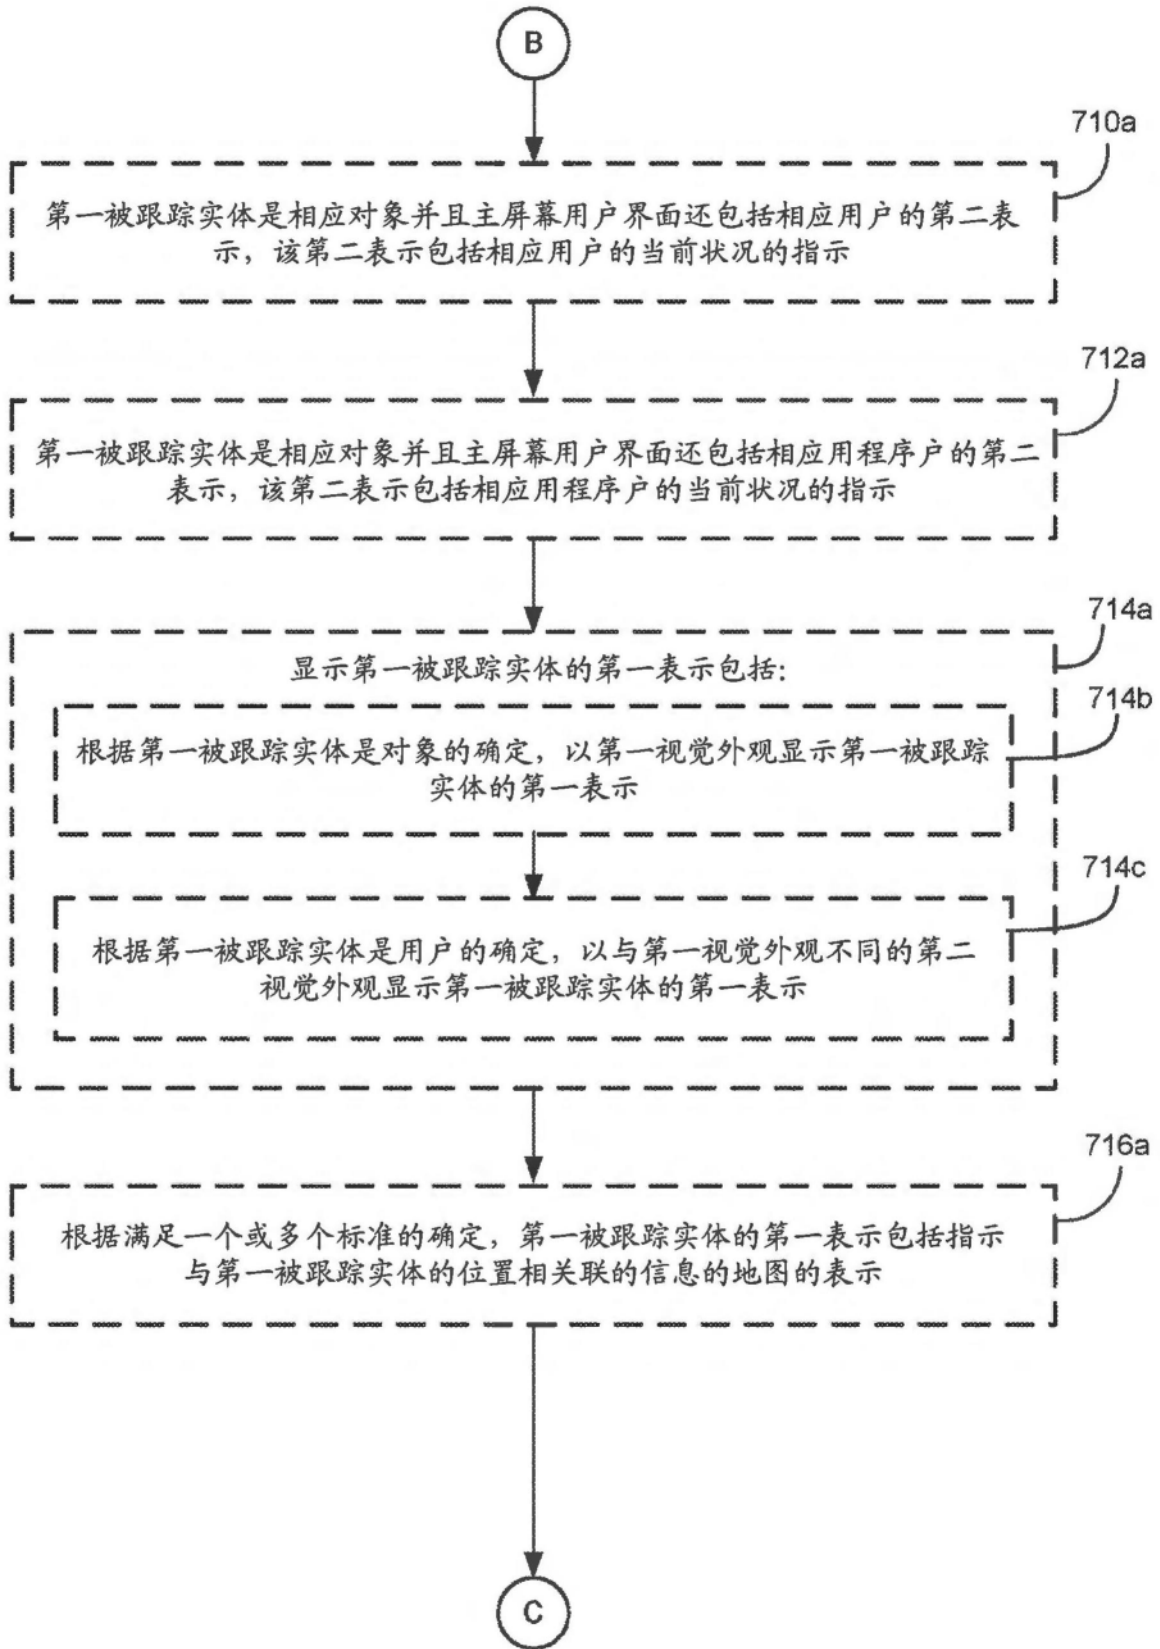 B
710a
第一被跟踪实体是相应对象并且主屏幕用户界面还包括相应用户的第二表
示，该第二表示包括相应用户的当前状况的指示
712a
第一被跟踪实体是相应对象并且主屏幕用户界面还包括相应用程序户的第二
表示，该第二表示包括相应用程序户的当前状况的指示
714a
显示第一被跟踪实体的第一表示包括：
714b
根据第一被跟踪实体是对象的确定，以第一视觉外观显示第一被跟踪
实体的第一表示
714c
根据第一被跟踪实体是用户的确定，以与第一视觉外观不同的第二
视觉外观显示第一被跟踪实体的第一表示
716a
根据满足一个或多个标准的确定，第一被跟踪实体的第一表示包括指示
与第一被跟踪实体的位置相关联的信息的地图的表示
C